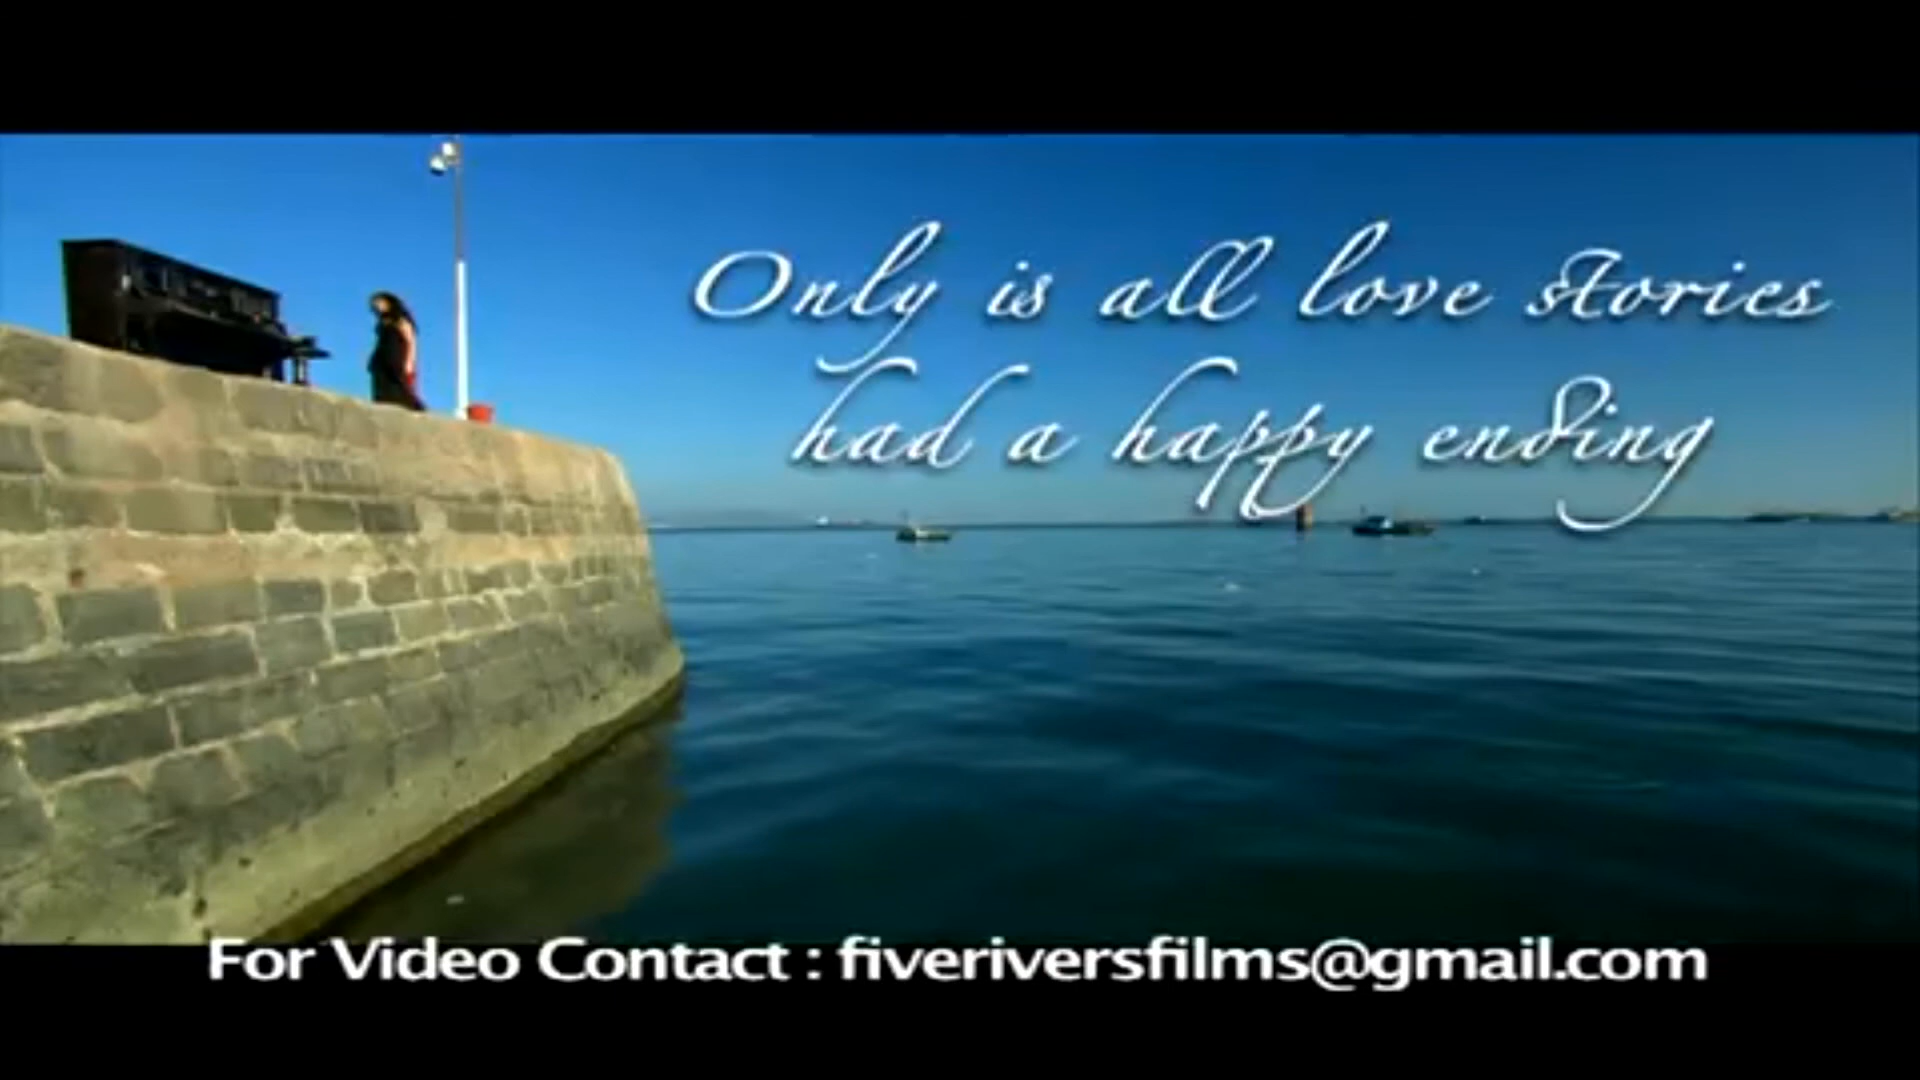 Only is all love stories
had a happy ending
For Video Contact : fiveriversfilms@gmail.com